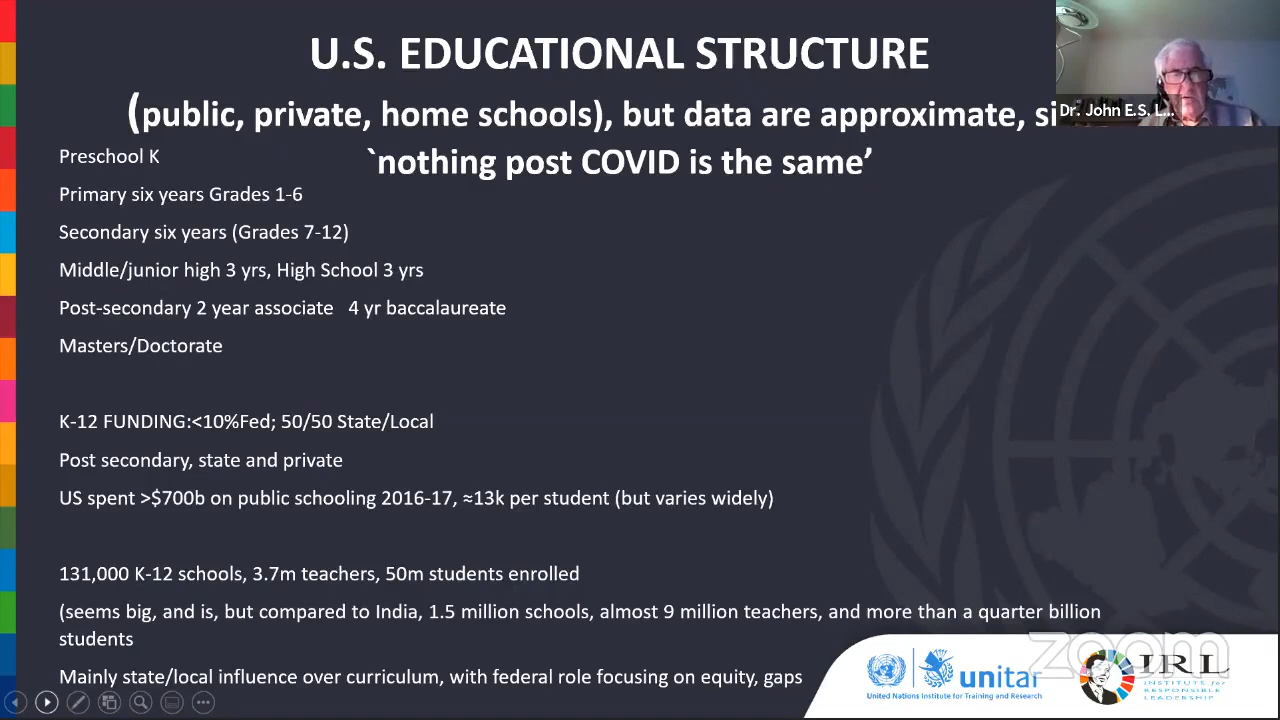 U.S. EDUCATIONAL STRUCTURE
(public, private, home schools), but data are approximate, si
`nothing post COVID is the same’
Dr. John E.S. L...
Preschool K
Primary six years Grades 1-6
Secondary six years (Grades 7-12)
Middle/junior high 3 yrs, High School 3 yrs
Post-secondary 2 year associate   4 yr baccalaureate
Masters/Doctorate
K-12 FUNDING:<10%Fed; 50/50 State/Local
Post secondary, state and private
US spent >$700b on public schooling 2016-17, ≈13k per student (but varies widely)
131,000 K-12 schools, 3.7m teachers, 50m students enrolled
(seems big, and is, but compared to India, 1.5 million schools, almost 9 million teachers, and more than a quarter billion
students
Mainly state/local influence over curriculum, with federal role focusing on equity, gaps
zoom
unitar
United Nations Institute for Training and Research
IRL
INSTITUTE for
RESPONSIBLE
LEADERSHIP